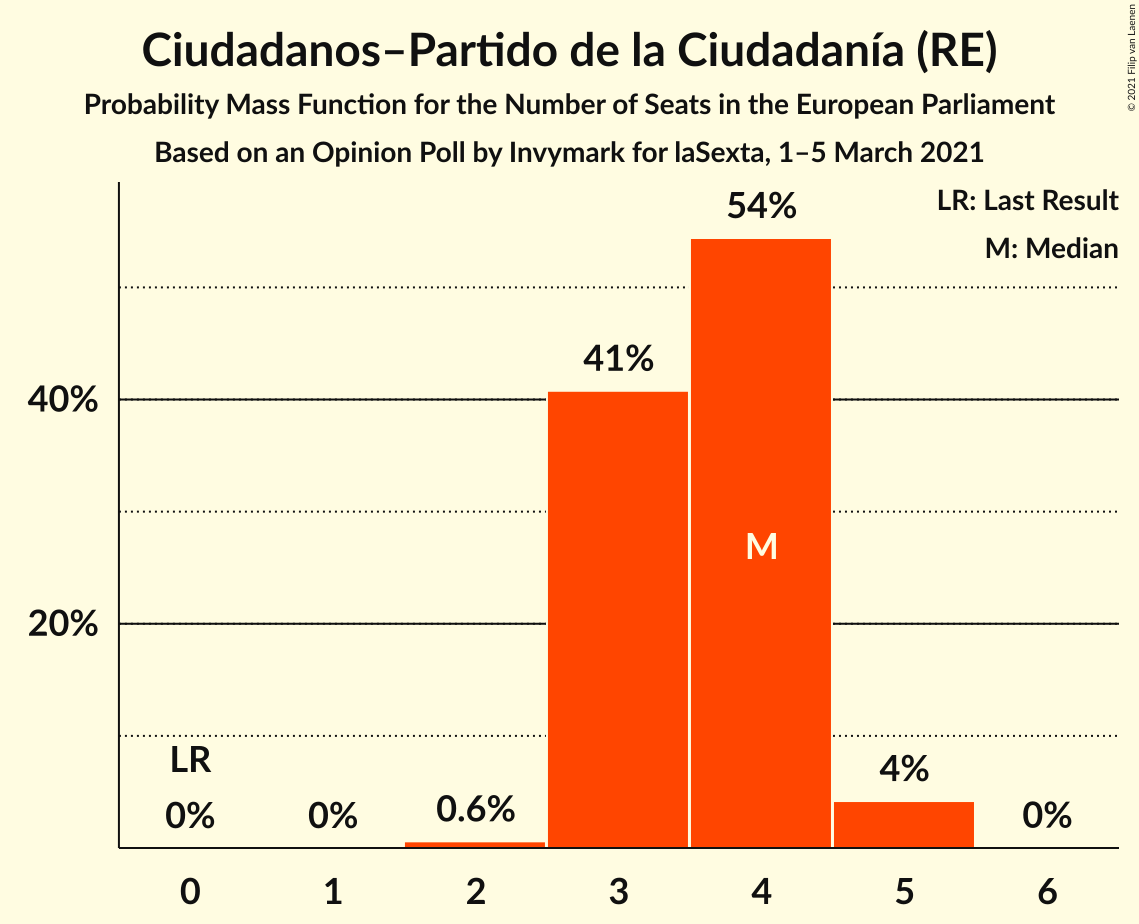 Ciudadanos–Partido de la Ciudadanía (RE)
Probability Mass Function for the Number of Seats in the European Parliament
Based on an Opinion Poll by Invymark for laSexta, 1–5 March 2021
© 2021 Filip van Laenen
LR: Last Result
M: Median
54%
41%
40%
M
20%
LR
0%
0%
0.6%
4%
0%
0 1 2 3 4 5 6